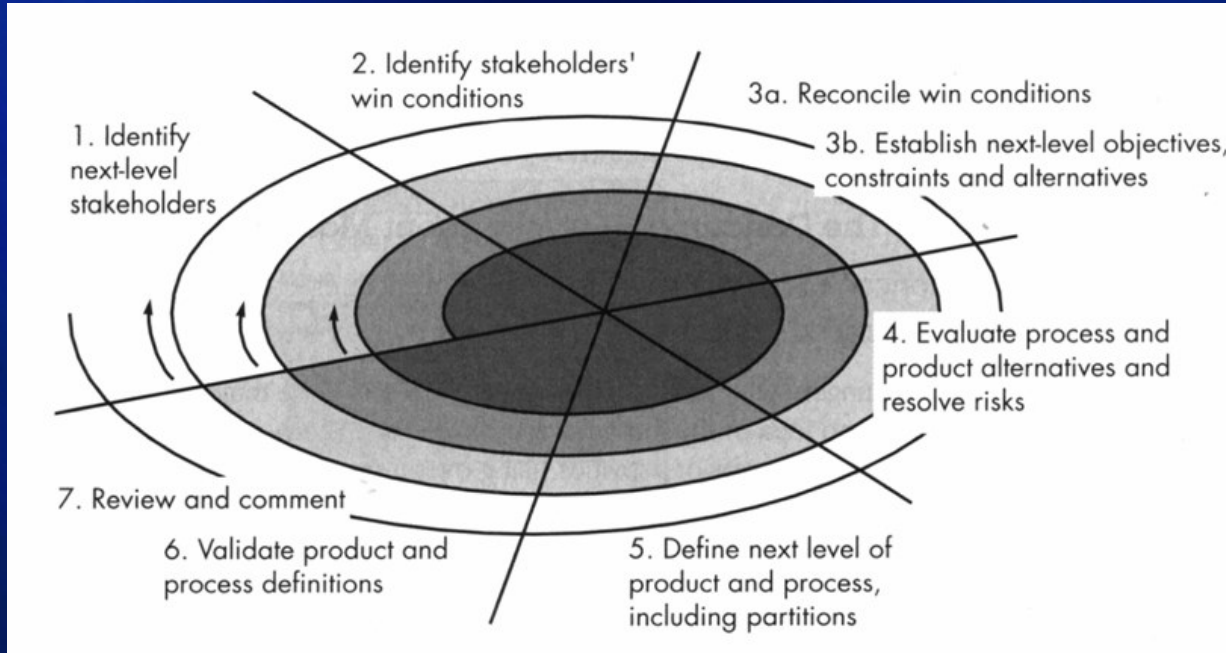 1. Identify
next-level
stakeholders
2. Identify stakeholders'
win conditions
3a. Reconcile win conditions
3b. Establish next-level objectives,
constraints and alternatives
4. Evaluate process and
product alternatives and
resolve risks
5. Define next level of
product and process,
including partitions
6. Validate product and
process definitions
7. Review and comment